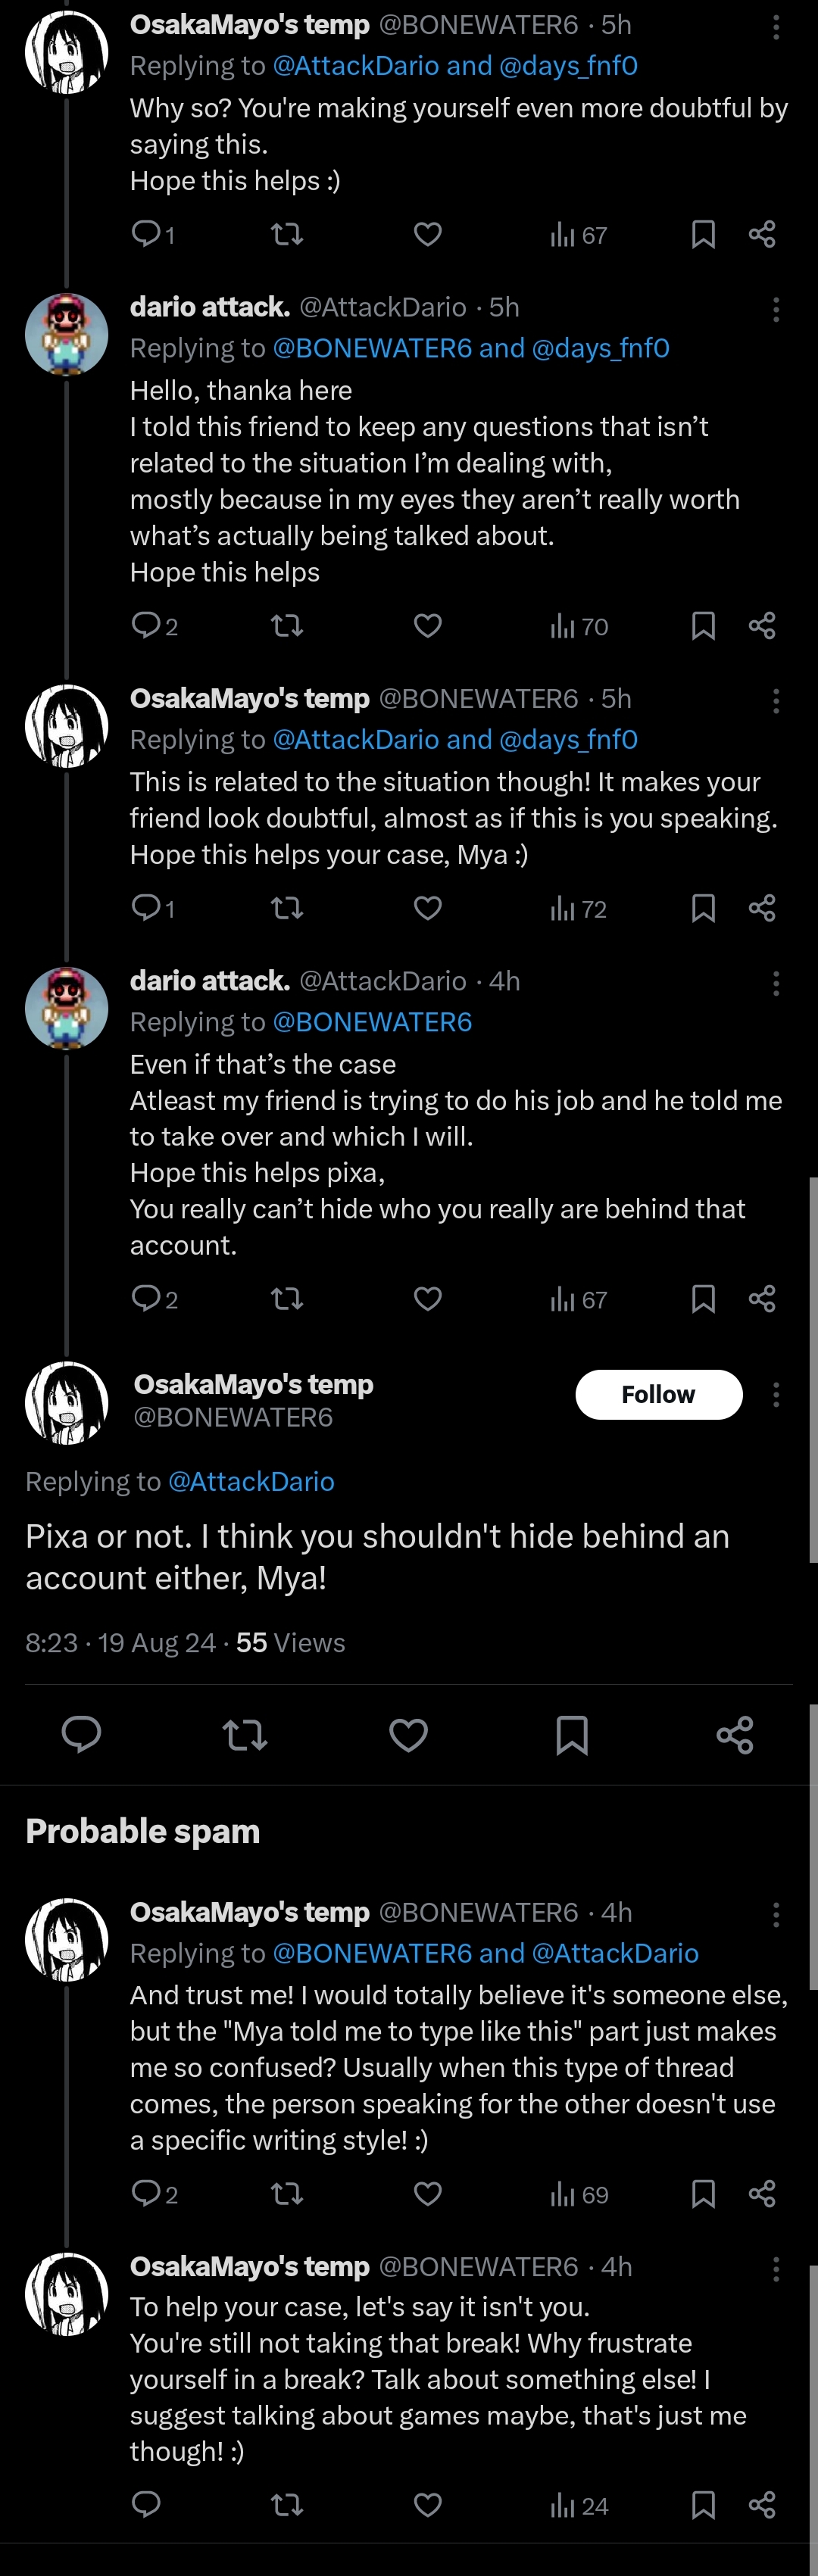 OsakaMayo's temp @BONEWATER6 · 5h
Replying to @AttackDario and @days_fnf0
Why so? You're making yourself even more doubtful by
saying this.
Hope this helps :)
1 67
dario attack. @AttackDario · 5h
Replying to @BONEWATER6 and @days_fnf0
Hello, thanka here
I told this friend to keep any questions that isn’t
related to the situation I’m dealing with,
mostly because in my eyes they aren’t really worth
what’s actually being talked about.
Hope this helps
2 70
OsakaMayo's temp @BONEWATER6 · 5h
Replying to @AttackDario and @days_fnf0
This is related to the situation though! It makes your
friend look doubtful, almost as if this is you speaking.
Hope this helps your case, Mya :)
1 72
dario attack. @AttackDario · 4h
Replying to @BONEWATER6
Even if that’s the case
Atleast my friend is trying to do his job and he told me
to take over and which I will.
Hope this helps pixa,
You really can’t hide who you really are behind that
account.
2 67
OsakaMayo's temp
@BONEWATER6
Follow
Replying to @AttackDario
Pixa or not. I think you shouldn't hide behind an
account either, Mya!
8:23 · 19 Aug 24 · 55 Views
Probable spam
OsakaMayo's temp @BONEWATER6 · 4h
Replying to @BONEWATER6 and @AttackDario
And trust me! I would totally believe it's someone else,
but the "Mya told me to type like this" part just makes
me so confused? Usually when this type of thread
comes, the person speaking for the other doesn't use
a specific writing style! :)
2 69
OsakaMayo's temp @BONEWATER6 · 4h
To help your case, let's say it isn't you.
You're still not taking that break! Why frustrate
yourself in a break? Talk about something else! I
suggest talking about games maybe, that's just me
though! :)
24